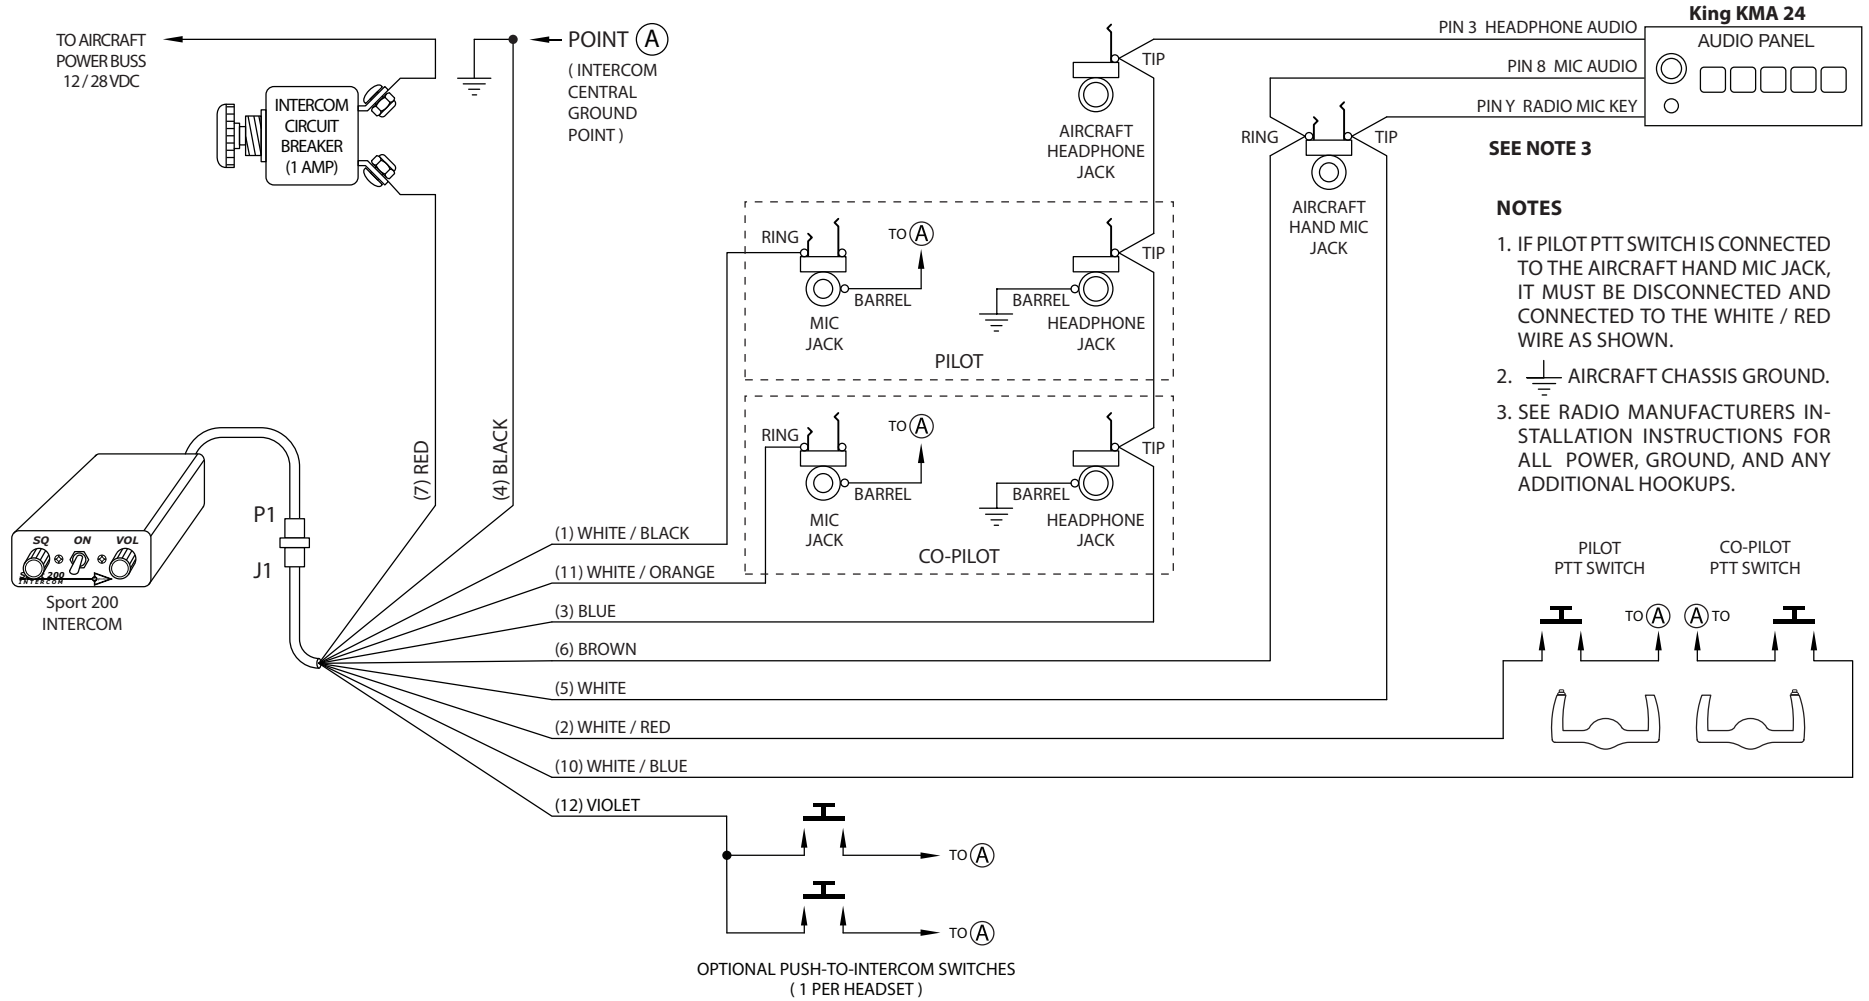 TO AIRCRAFT
POWER BUSS
12 / 28 VDC
INTERCOM
CIRCUIT
BREAKER
(1 AMP)
POINT A
( INTERCOM
CENTRAL
GROUND
POINT )
King KMA 24
AUDIO PANEL
PIN 3 HEADPHONE AUDIO
PIN 8 MIC AUDIO
PIN Y RADIO MIC KEY
SEE NOTE 3
TIP
AIRCRAFT
HEADPHONE
JACK
RING
TIP
AIRCRAFT
HAND MIC
JACK
NOTES
1. IF PILOT PTT SWITCH IS CONNECTED
TO THE AIRCRAFT HAND MIC JACK,
IT MUST BE DISCONNECTED AND
CONNECTED TO THE WHITE / RED
WIRE AS SHOWN.
2. AIRCRAFT CHASSIS GROUND.
3. SEE RADIO MANUFACTURERS IN-
STALLATION INSTRUCTIONS FOR
ALL POWER, GROUND, AND ANY
ADDITIONAL HOOKUPS.
RING
TO A
BARREL
MIC
JACK
TIP
BARREL
HEADPHONE
JACK
PILOT
RING
TO A
BARREL
MIC
JACK
TIP
BARREL
HEADPHONE
JACK
CO-PILOT
(7) RED
(4) BLACK
P1
J1
SQ ON VOL
INTERCOM
Sport 200
INTERCOM
(1) WHITE / BLACK
(11) WHITE / ORANGE
(3) BLUE
(6) BROWN
(5) WHITE
(2) WHITE / RED
(10) WHITE / BLUE
(12) VIOLET
PILOT
PTT SWITCH
CO-PILOT
PTT SWITCH
TO A
A TO
TO A
TO A
OPTIONAL PUSH-TO-INTERCOM SWITCHES
( 1 PER HEADSET )